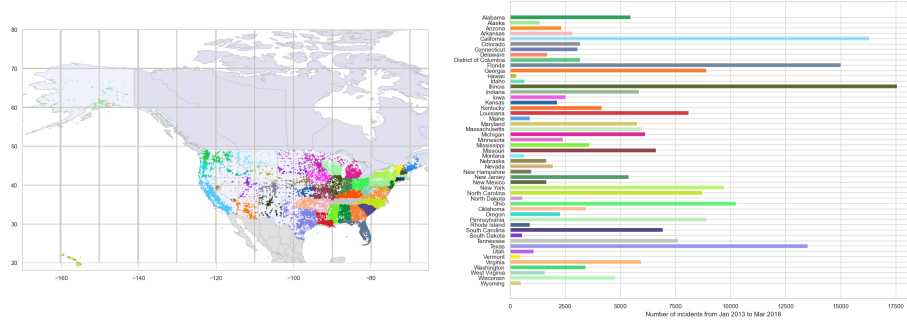 80
70
60
50
40
30
20
−160
−140
−120
−100
−80
Alabama
Alaska
Arizona
Arkansas
California
Colorado
Connecticut
Delaware
District of Columbia
Florida
Georgia
Hawaii
Idaho
Illinois
Indiana
Iowa
Kansas
Kentucky
Louisiana
Maine
Maryland
Massachusetts
Michigan
Minnesota
Mississippi
Missouri
Montana
Nebraska
Nevada
New Hampshire
New Jersey
New Mexico
New York
North Carolina
North Dakota
Ohio
Oklahoma
Oregon
Pennsylvania
Rhode Island
South Carolina
South Dakota
Tennessee
Texas
Utah
Vermont
Virginia
Washington
West Virginia
Wisconsin
Wyoming
0
2500
5000
7500
10000
12500
15000
17500
Number of incidents from Jan 2013 to Mar 2018